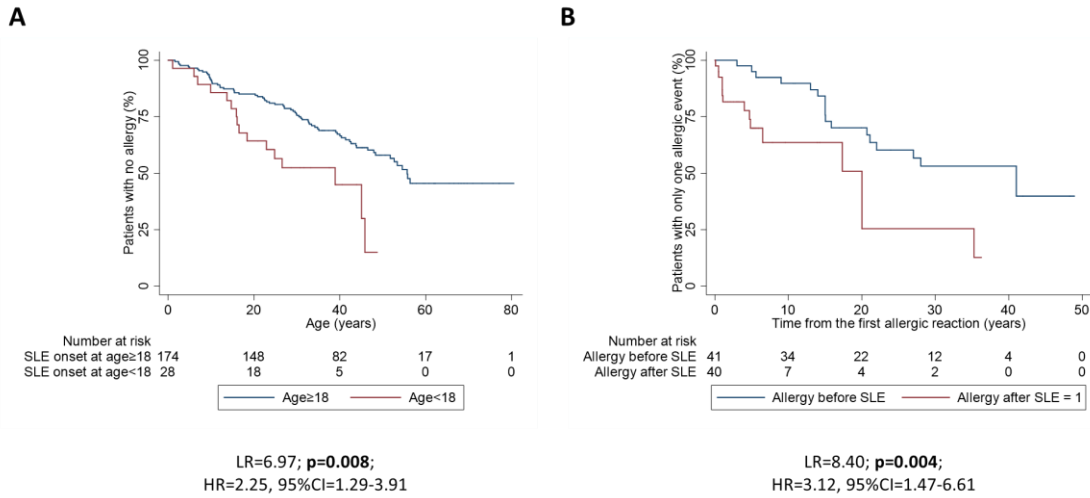 A
Patients with no allergy (%)
100
75
50
25
0
0 20 40 60 80
Age (years)
Number at risk
SLE onset at age≥18 174 148 82 17 1
SLE onset at age<18 28 18 5 0 0
Age≥18 Age<18
LR=6.97; p=0.008;
HR=2.25, 95%CI=1.29-3.91
B
Patients with only one allergic event (%)
100
75
50
25
0
0 10 20 30 40 50
Time from the first allergic reaction (years)
Number at risk
Allergy before SLE 41 34 22 12 4 0
Allergy after SLE 40 7 4 2 0 0
Allergy before SLE Allergy after SLE = 1
LR=8.40; p=0.004;
HR=3.12, 95%CI=1.47-6.61